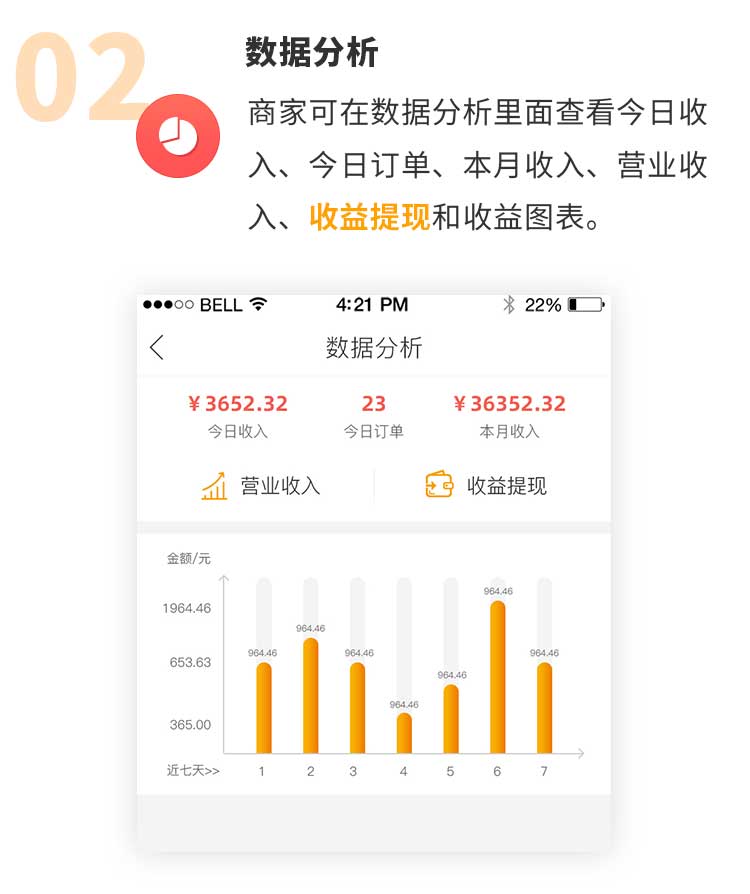 02
数据分析
商家可在数据分析里面查看今日收
入、今日订单、本月收入、营业收
入、收益提现和收益图表。
BELL 4:21 PM 22%
数据分析
¥3652.32 23 ¥36352.32
今日收入 今日订单 本月收入
营业收入 收益提现
金额/元
964.46
1964.46
964.46
964.46 964.46 964.46
653.63
964.46
964.46
365.00
近七天>> 1 2 3 4 5 6 7